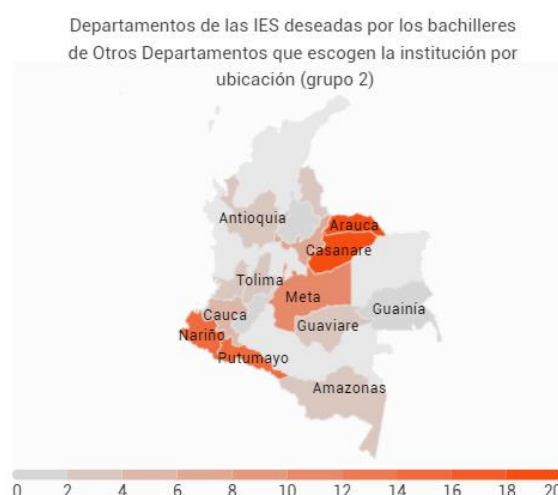 Departamentos de las IES deseadas por los bachilleres
de Otros Departamentos que escogen la institución por
ubicación (grupo 2)
Antioquia
Arauca
Casanare
Tolima
Meta
Guainía
Cauca
Guaviare
Nariño
Putumayo
Amazonas
0 2 4 6 8 10 12 14 16 18 20